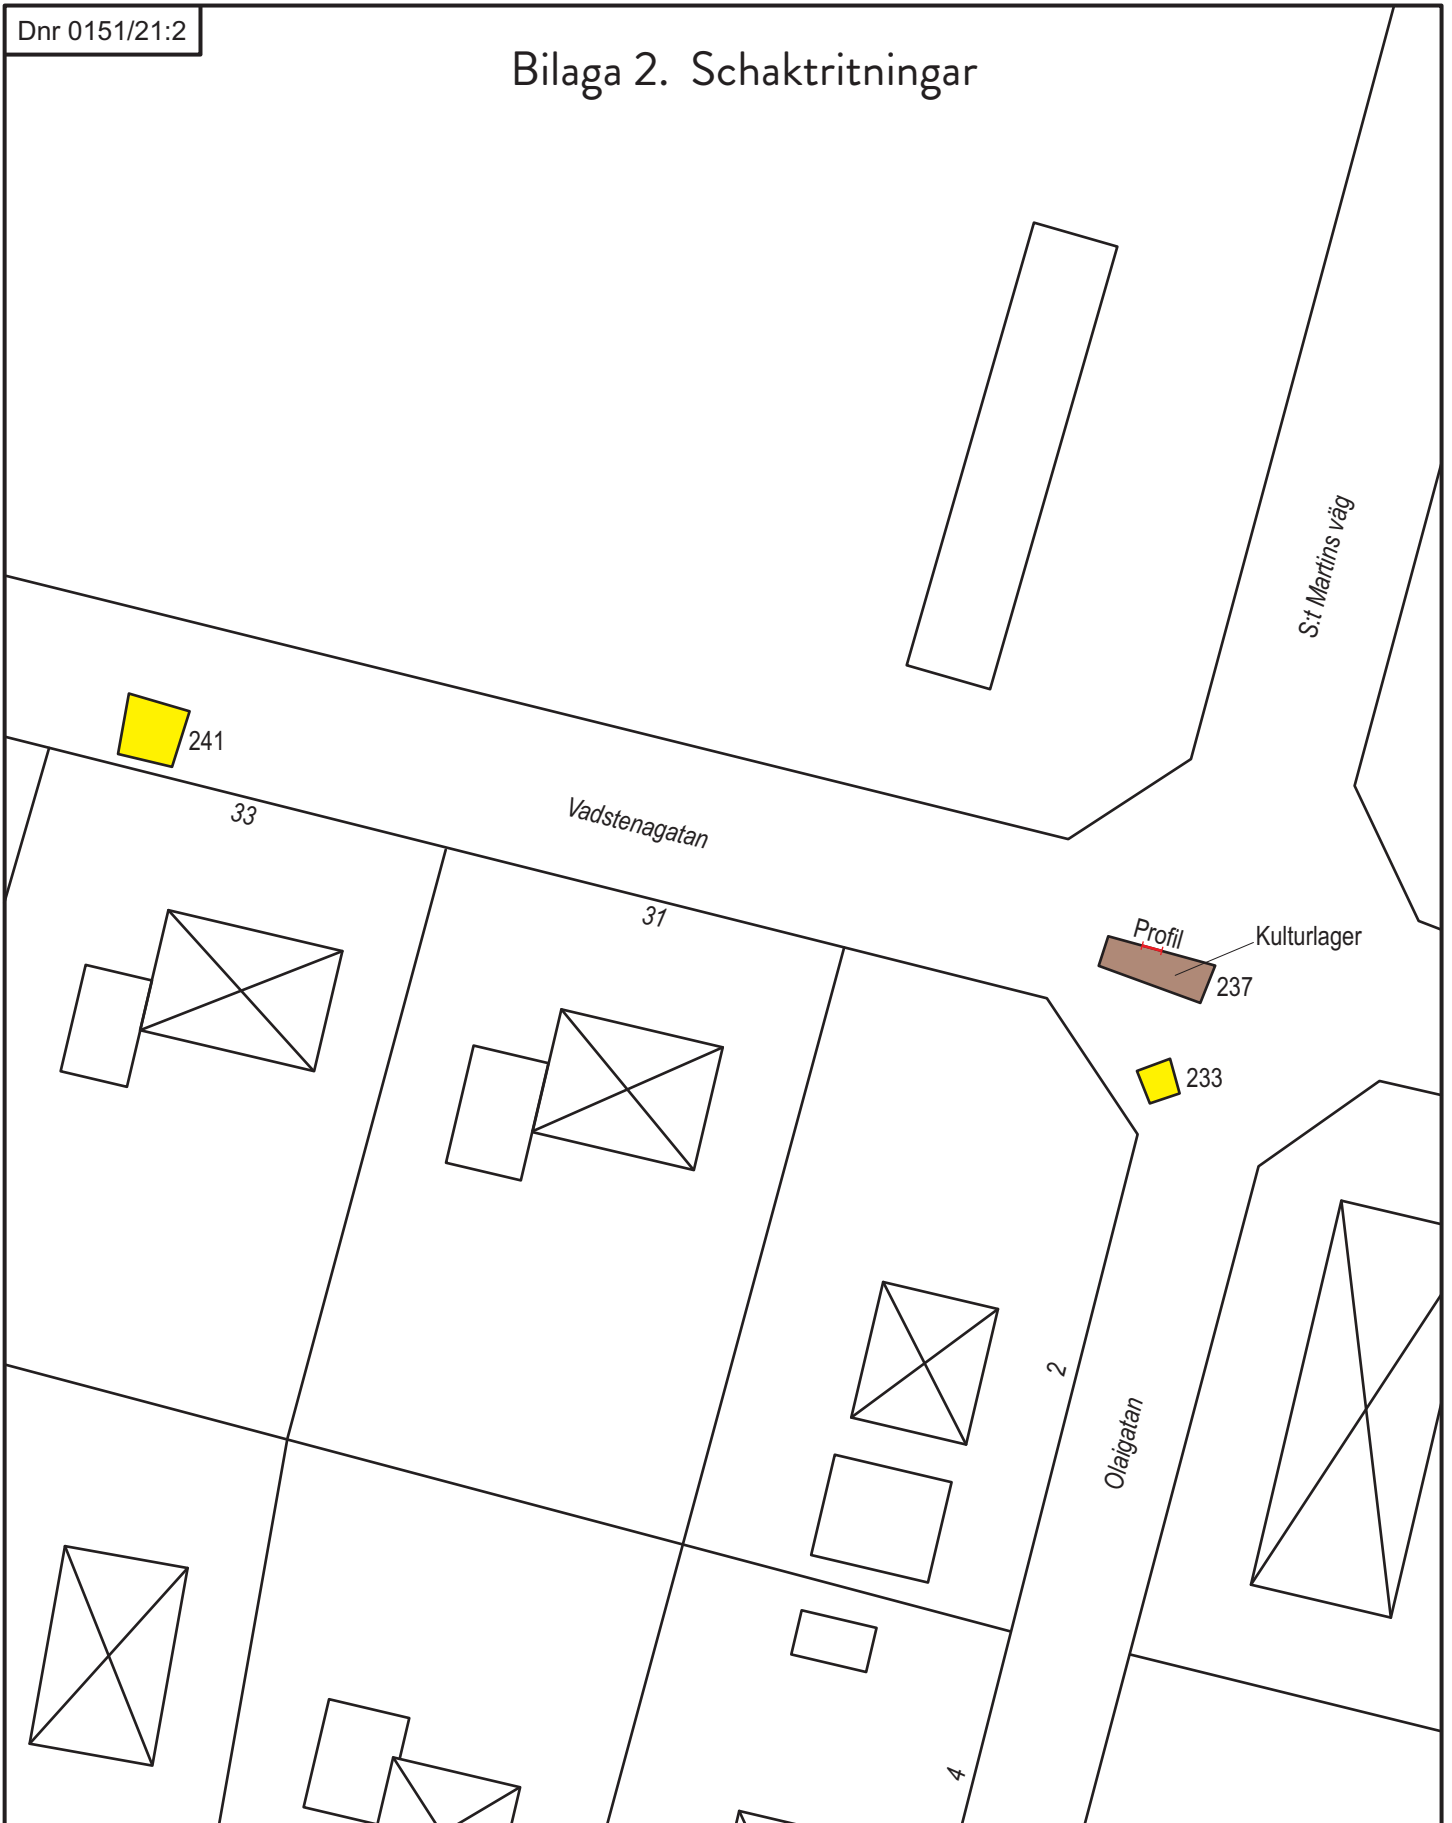 Dnr 0151/21:2
Bilaga 2.  Schaktritningar
S:t Martins väg
241
33
Vadstenagatan
31
Profil
Kulturlager
237
233
2
Olaigatan
4